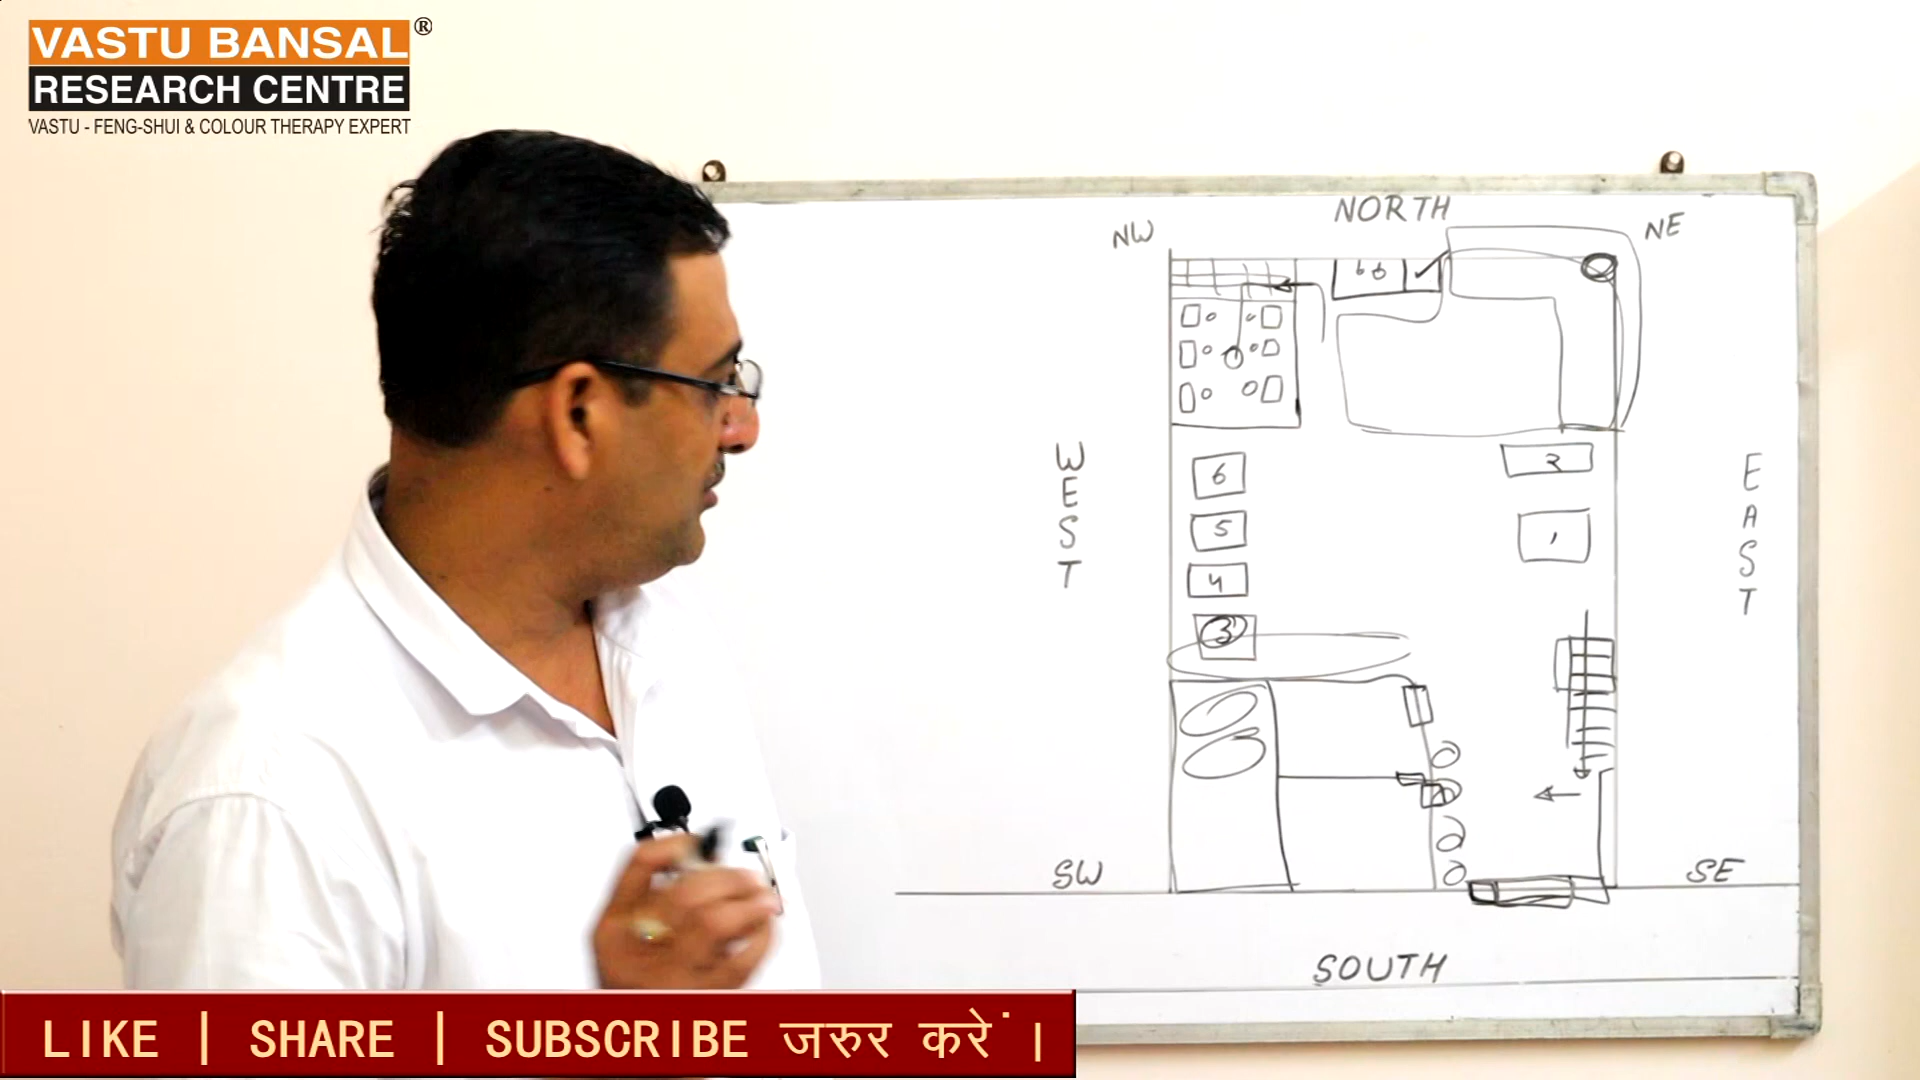 VASTU BANSAL®
RESEARCH CENTRE
VASTU - FENG-SHUI & COLOUR THERAPY EXPERT
NORTH
NW
NE
WEST
EAST
2
1
6
5
4
3
SW
SE
SOUTH
LIKE | SHARE | SUBSCRIBE जरुर करें ।